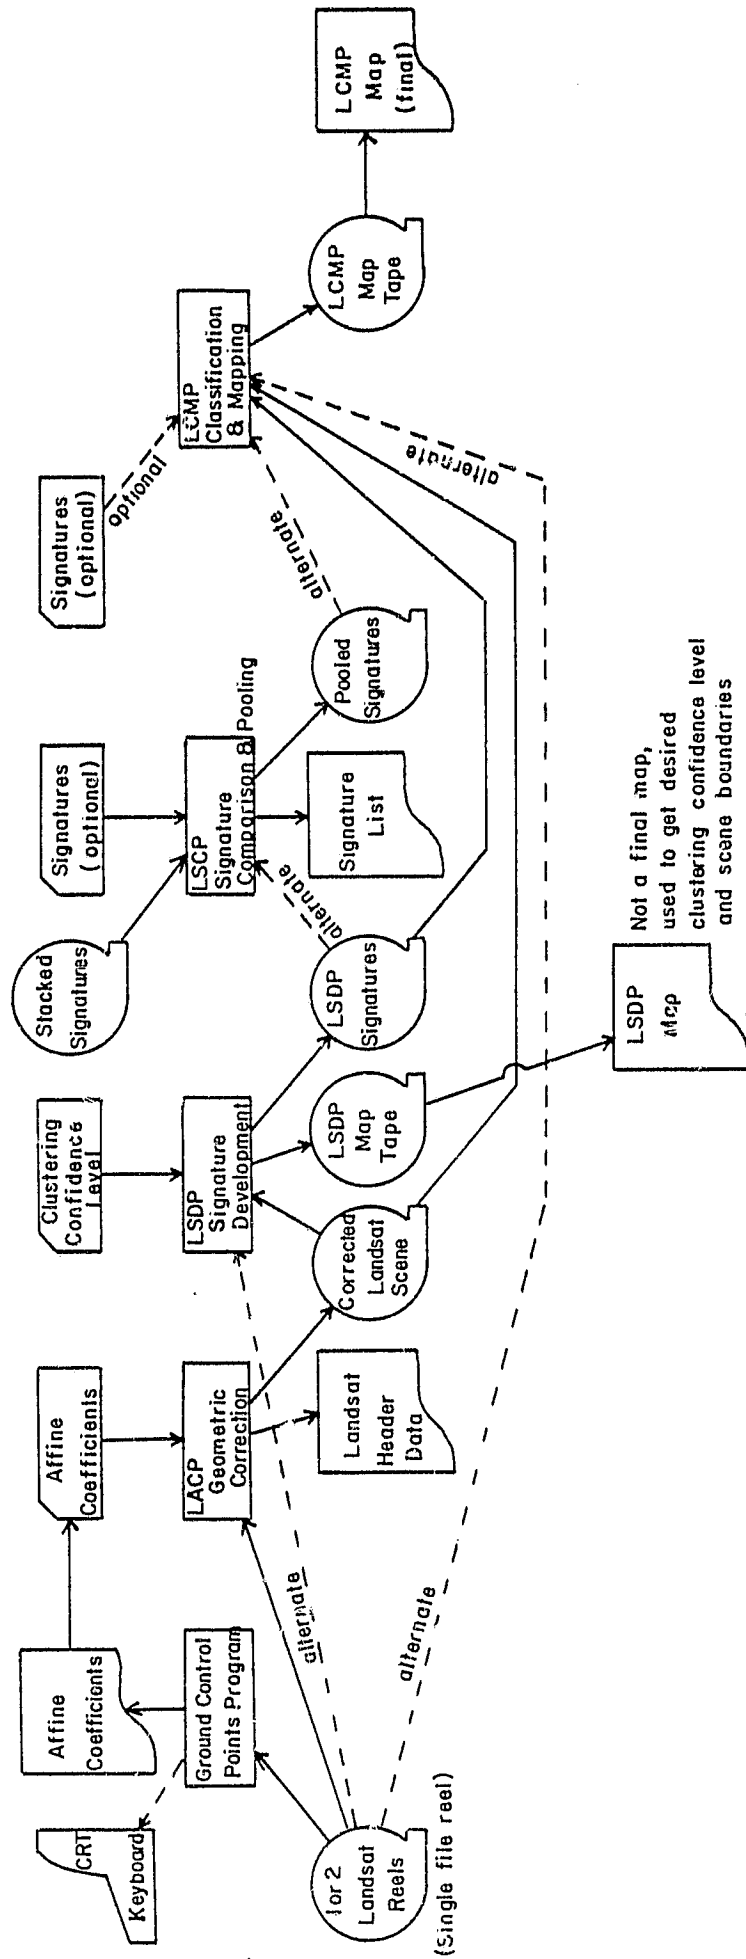 CRT
Keyboard
Affine
Coefficients
Affine
Coefficients
Clustering
Confidence
Level
Stacked
Signatures
Signatures
(optional)
Signatures
(optional)
optional
Ground Control
Points Program
LACP
Geometric
Correction
LSDP
Signature
Development
LSCP
Signature
Comparison & Pooling
LCMP
Classification
& Mapping
1 or 2
Landsat
Reels
(Single file reel)
alternate
alternate
Landsat
Header
Data
Corrected
Landsat
Scene
LSDP
Map
Tape
LSDP
Signatures
alternate
Signature
List
Pooled
Signatures
alternate
alternate
LCMP
Map
Tape
LCMP
Map
(final)
LSDP
Map
Not a final map,
used to get desired
clustering confidence level
and scene boundaries